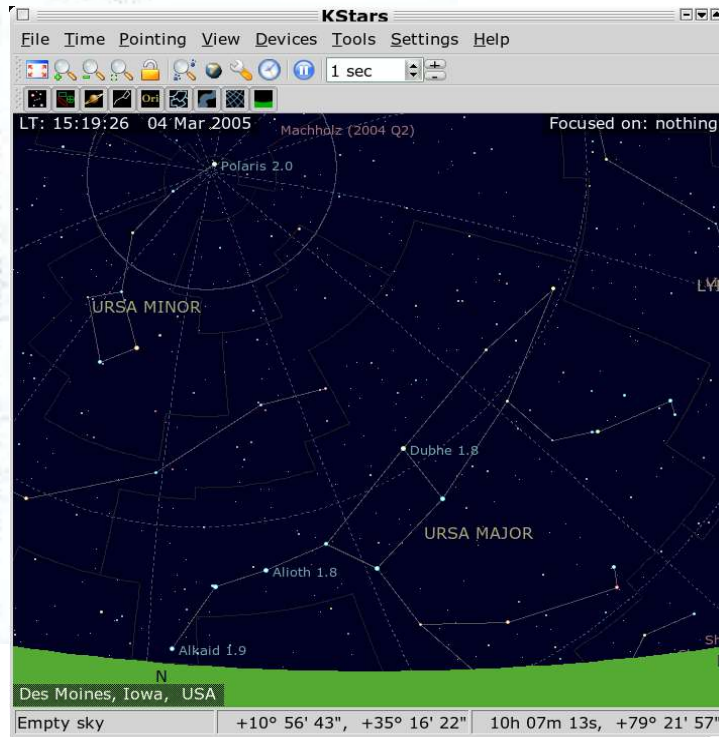 KStars
File Time Pointing View Devices Tools Settings Help
1 sec
Ori
LT: 15:19:26 04 Mar 2005
Focused on: nothing
Machholz (2004 Q2)
Polaris 2.0
URSA MINOR
Dubhe 1.8
URSA MAJOR
Alioth 1.8
Alkaid 1.9
N
Des Moines, Iowa, USA
Empty sky
+10° 56' 43", +35° 16' 22"
10h 07m 13s, +79° 21' 57"